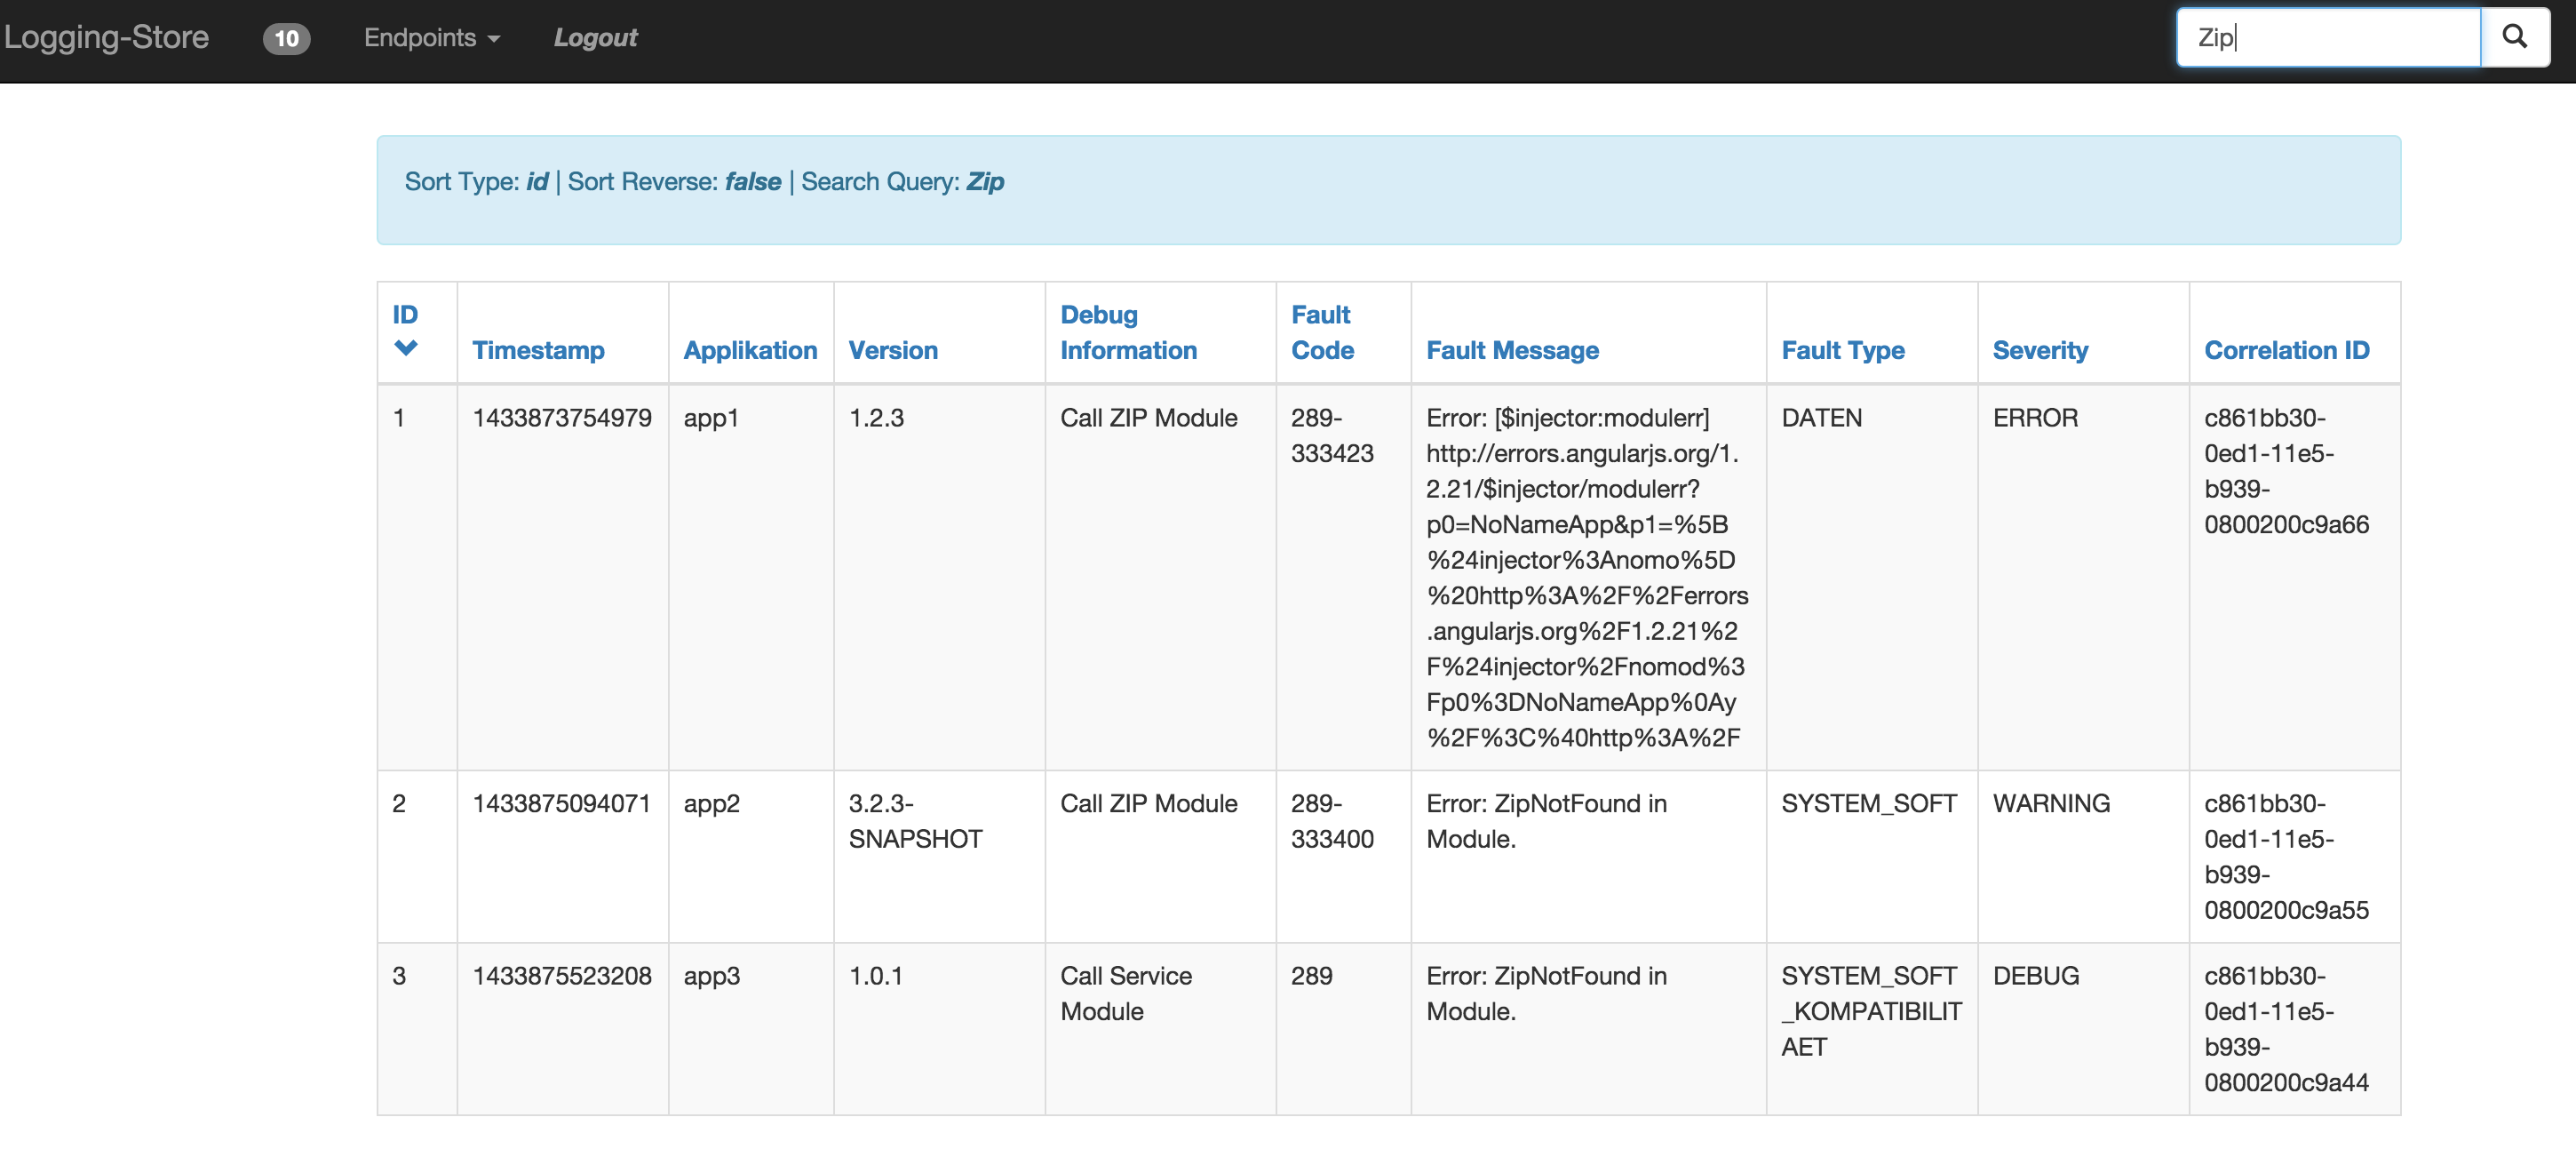 Logging-Store 10 Endpoints Logout Zip
Sort Type: id | Sort Reverse: false | Search Query: Zip
ID Timestamp Applikation Version Debug Information Fault Code Fault Message Fault Type Severity Correlation ID
1 1433873754979 app1 1.2.3 Call ZIP Module 289-
333423
Error: [$injector:modulerr]
http://errors.angularjs.org/1.
2.21/$injector/modulerr?
p0=NoNameApp&p1=%5B
%24injector%3Anomo%5D
%20http%3A%2F%2Ferrors
.angularjs.org%2F1.2.21%2
F%24injector%2Fnomod%3
Fp0%3DNoNameApp%0Ay
%2F%3C%40http%3A%2F
DATEN ERROR c861bb30-
0ed1-11e5-
b939-
0800200c9a66
2 1433875094071 app2 3.2.3-
SNAPSHOT
Call ZIP Module 289-
333400
Error: ZipNotFound in
Module.
SYSTEM_SOFT WARNING c861bb30-
0ed1-11e5-
b939-
0800200c9a55
3 1433875523208 app3 1.0.1 Call Service
Module
289 Error: ZipNotFound in
Module.
SYSTEM_SOFT
_KOMPATIBILIT
AET
DEBUG c861bb30-
0ed1-11e5-
b939-
0800200c9a44